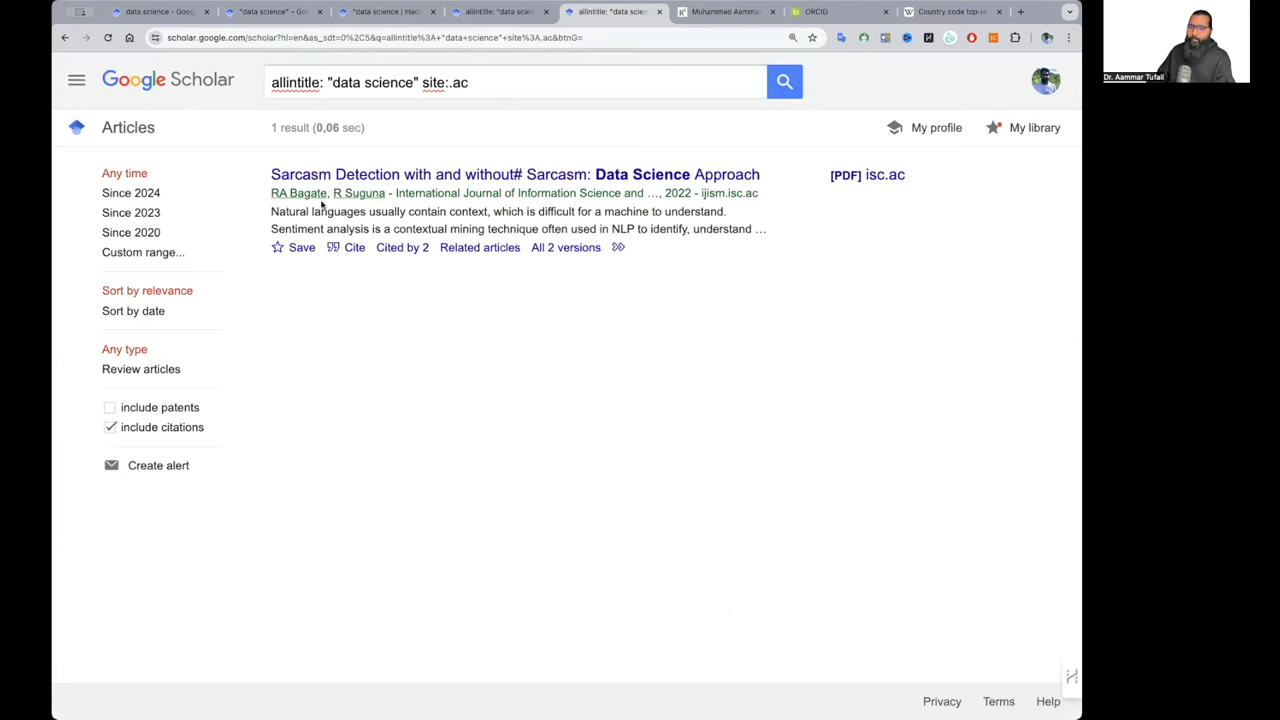 data science - Goog
"data science" - Goo
"data science | mac
allintitle: "data scien
allintitle: "data scien
Muhammad Aammar
ORCID
Country code top-le
scholar.google.com/scholar?hl=en&as_sdt=0%2C5&q=allintitle%3A+"data+science"+site%3A.ac&btnG=
Dr. Aammar Tufail
Google Scholar
allintitle: "data science" site:.ac
Articles
1 result (0,06 sec)
My profile
My library
Any time
Since 2024
Since 2023
Since 2020
Custom range...
Sort by relevance
Sort by date
Any type
Review articles
include patents
include citations
Create alert
Sarcasm Detection with and without# Sarcasm: Data Science Approach
RA Bagate, R Suguna - International Journal of Information Science and …, 2022 - ijism.isc.ac
Natural languages usually contain context, which is difficult for a machine to understand.
Sentiment analysis is a contextual mining technique often used in NLP to identify, understand …
Save Cite Cited by 2 Related articles All 2 versions
[PDF] isc.ac
Privacy Terms Help